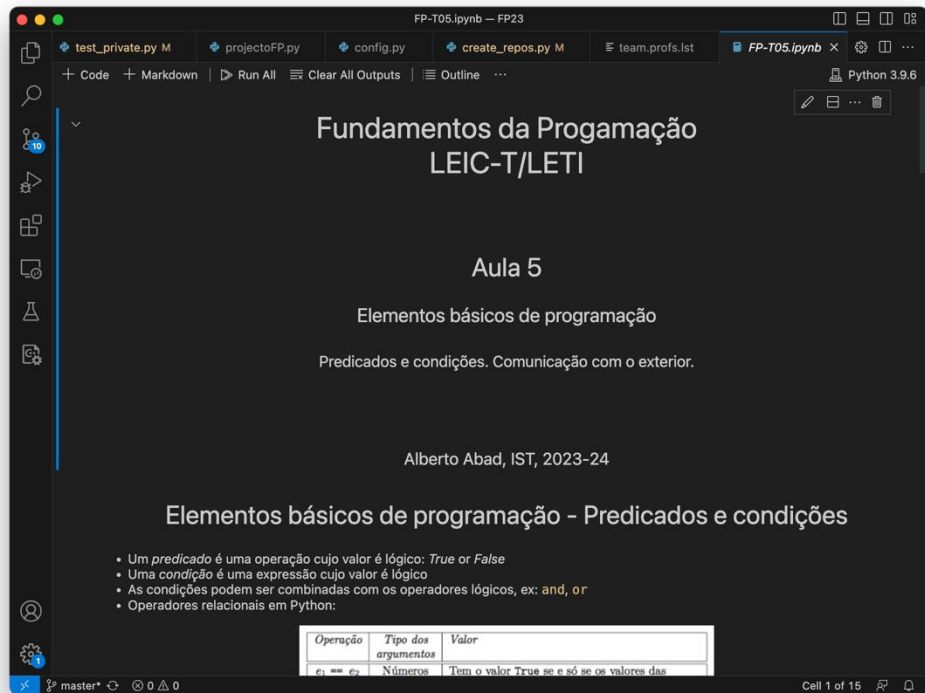 FP-T05.ipynb — FP23
test_private.py M
projectoFP.py
config.py
create_repos.py M
team.profs.lst
FP-T05.ipynb
+ Code + Markdown | Run All Clear All Outputs | Outline ...
Python 3.9.6
Fundamentos da Progamação
LEIC-T/LETI
10
Aula 5
Elementos básicos de programação
Predicados e condições. Comunicação com o exterior.
Alberto Abad, IST, 2023-24
Elementos básicos de programação - Predicados e condições
• Um predicado é uma operação cujo valor é lógico: True or False
• Uma condição é uma expressão cujo valor é lógico
• As condições podem ser combinadas com os operadores lógicos, ex: and, or
• Operadores relacionais em Python:
Operação Tipo dos argumentos Valor
e₁ == e₂ Números Tem o valor True se e só se os valores das
1
master* 0 0
Cell 1 of 15